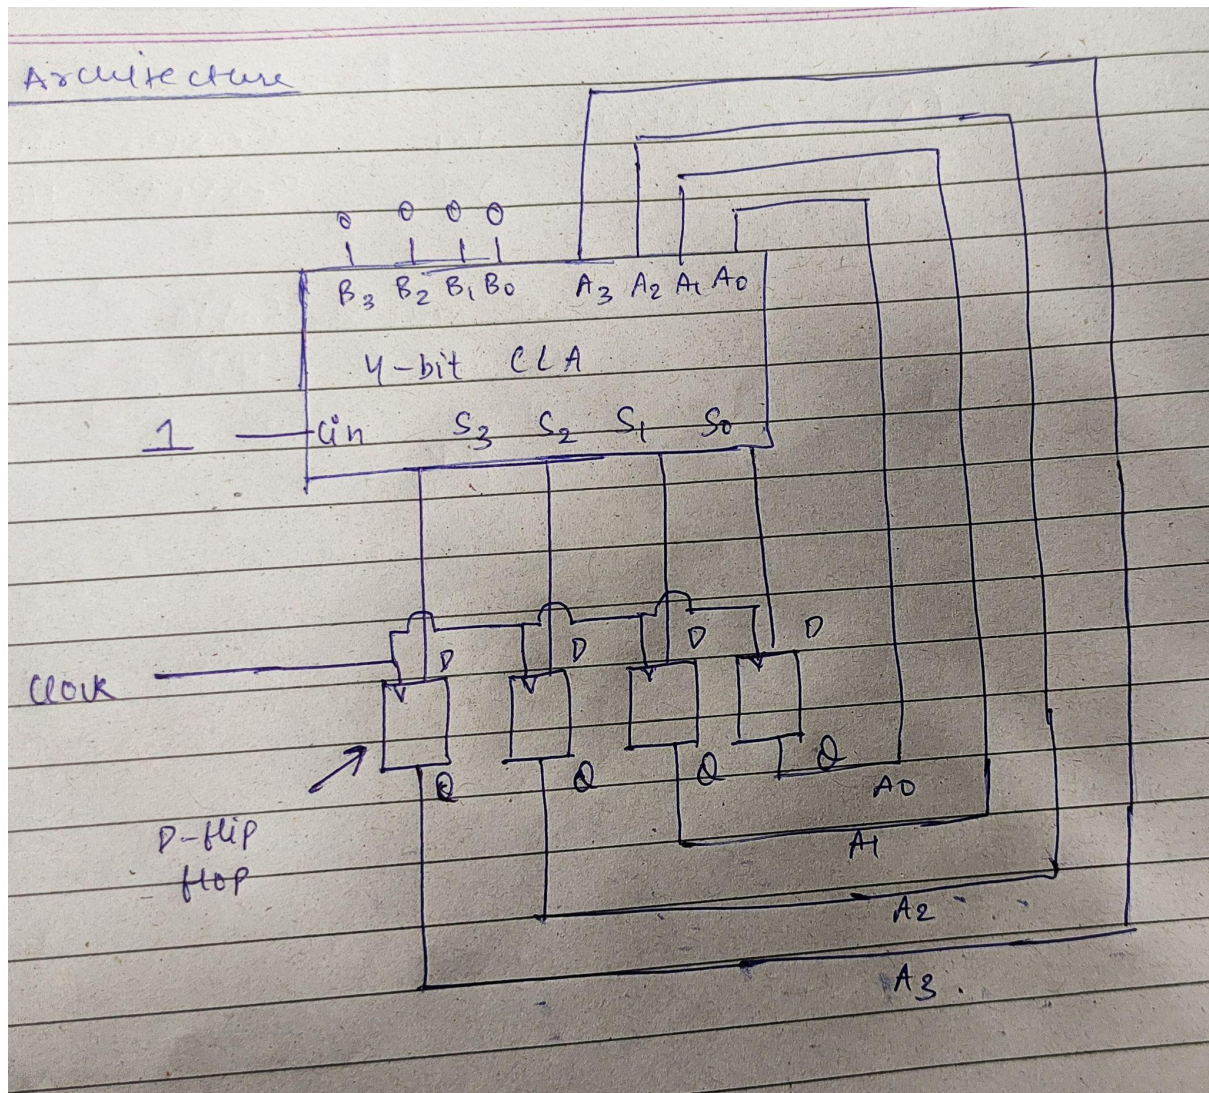 Architecture
0 0 0 0
B3 B2 B1 B0 A3 A2 A1 A0
4-bit CLA
1 Cin S3 S2 S1 S0
D D D D
Clock
Q Q Q Q
A0
D-flip
flop
A1
A2
A3.